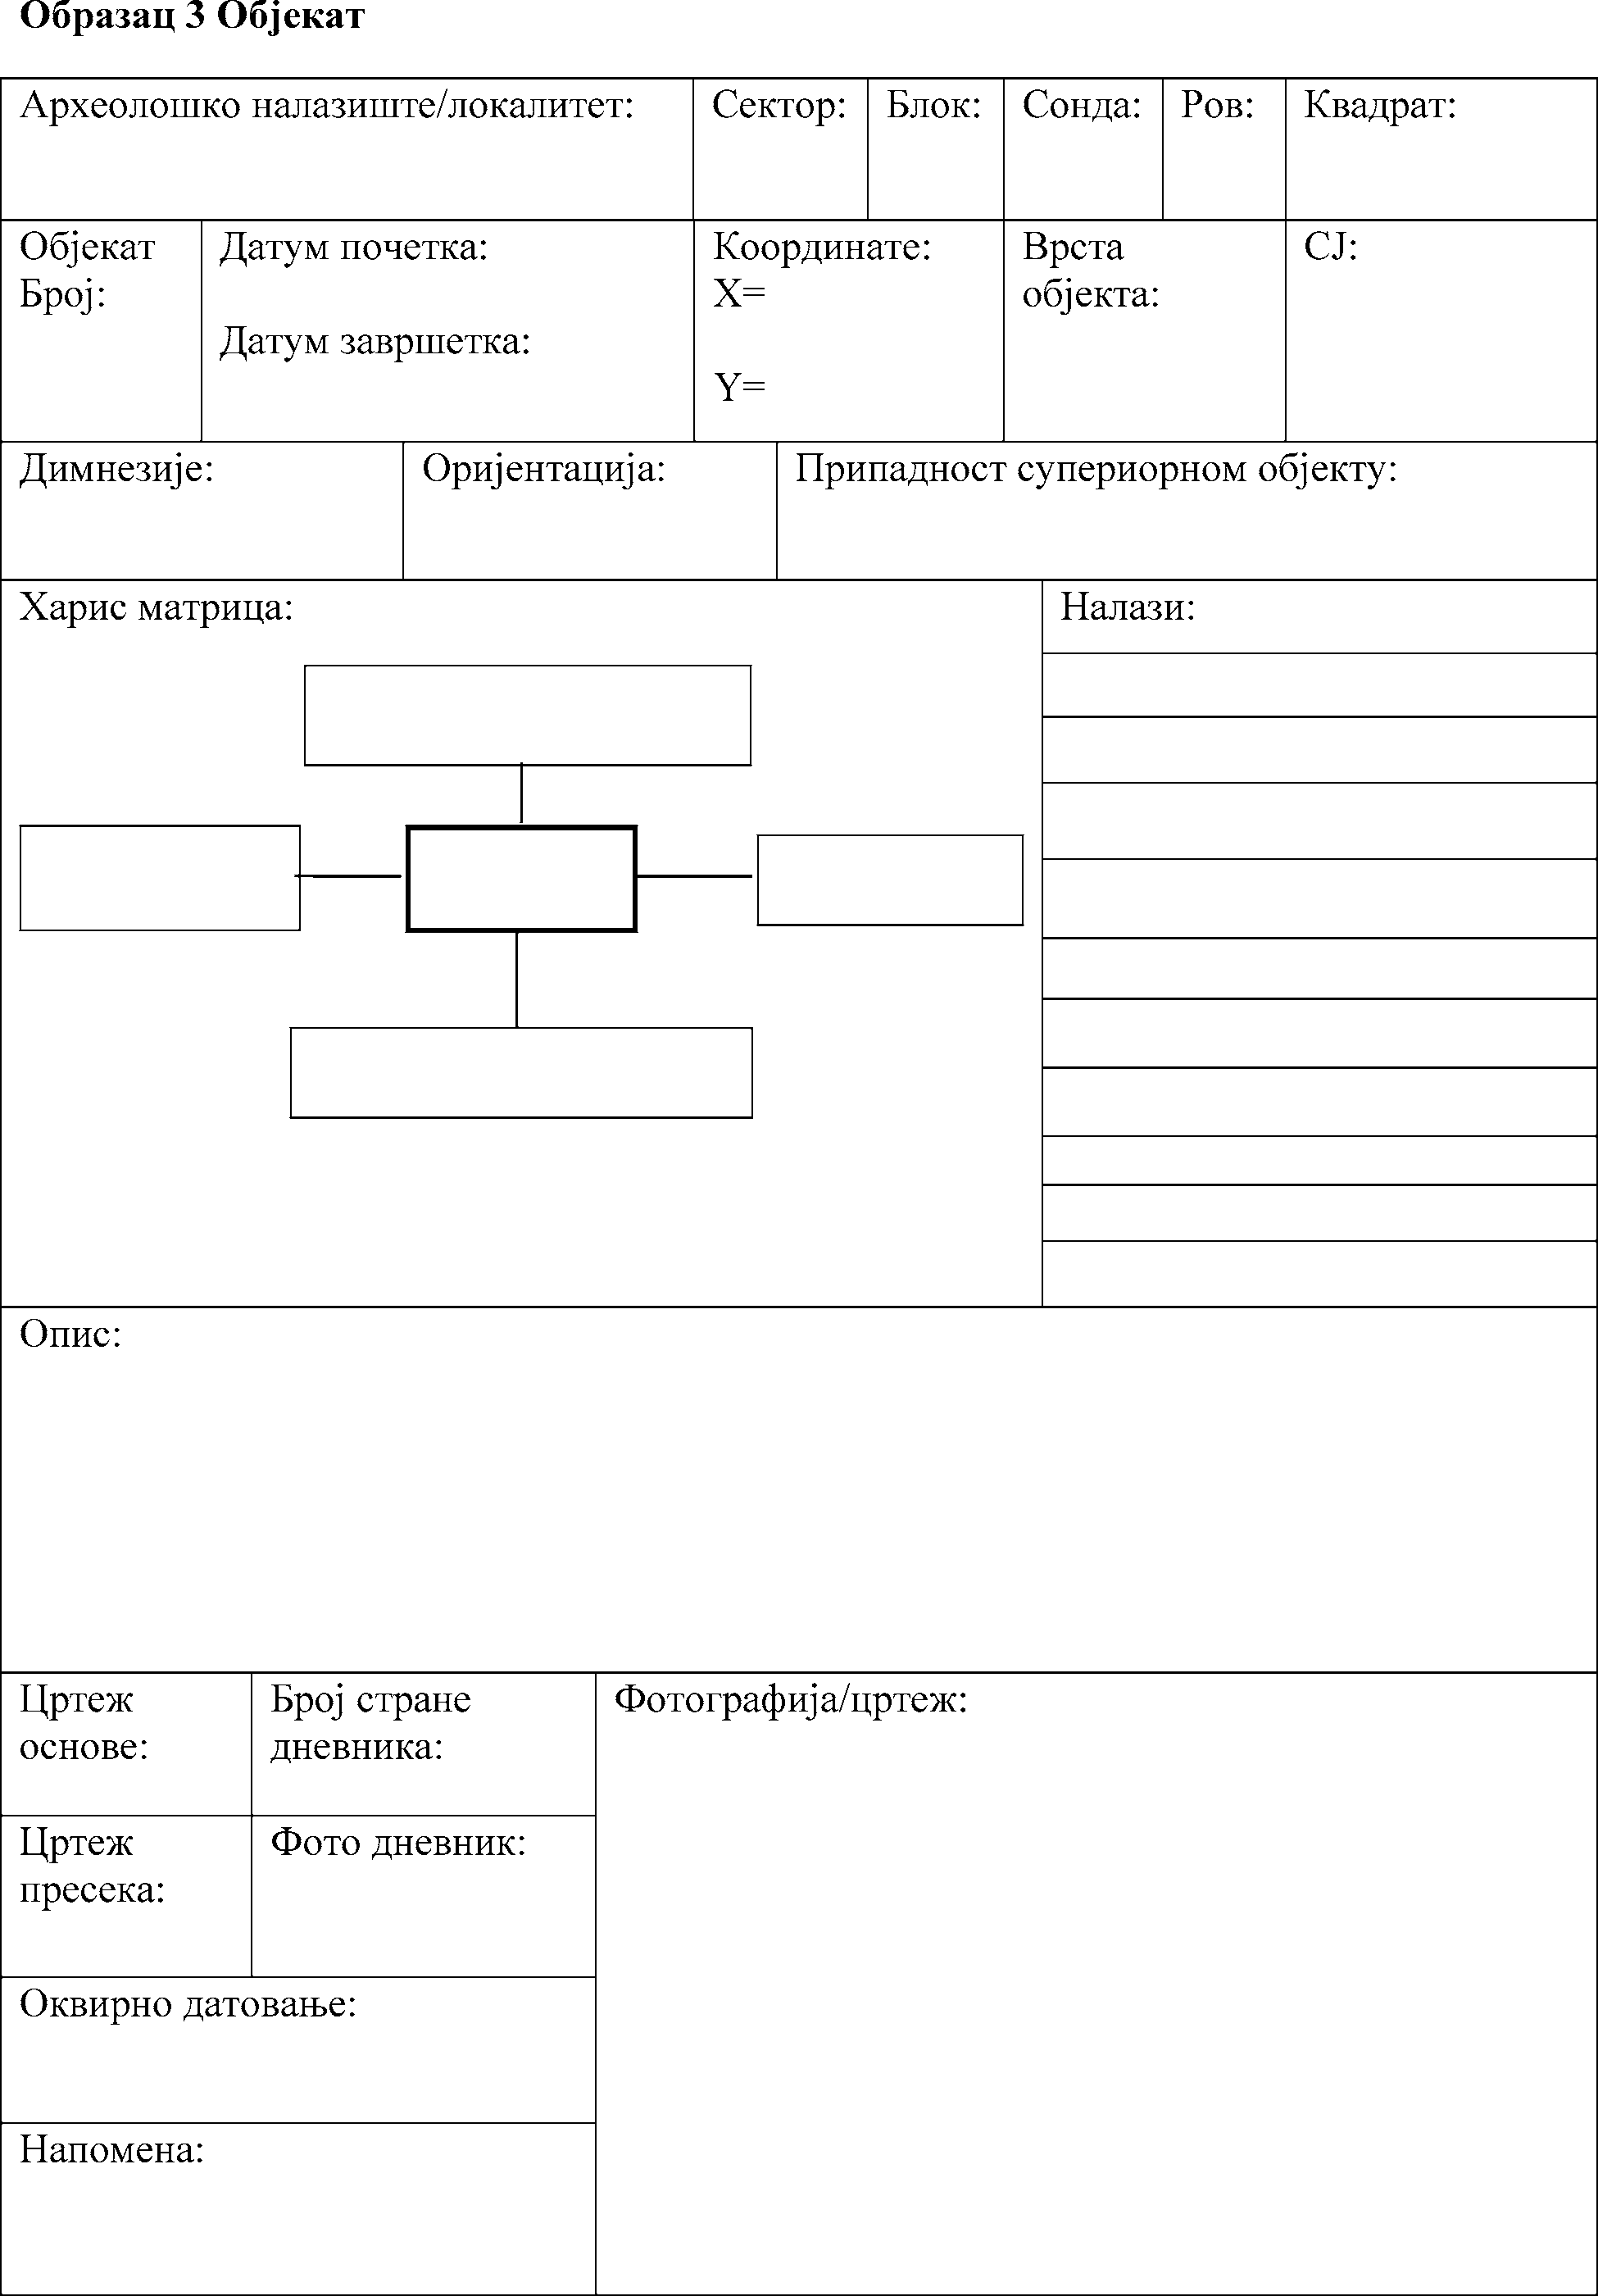 Образац 3 Објекат
Археолошко налазиште/локалитет:
Сектор:
Блок:
Сонда:
Ров:
Квадрат:
Објекат
Број:
Датум почетка:
Датум завршетка:
Координате:
X=
Y=
Врста
објекта:
СЈ:
Димнезије:
Оријентација:
Припадност супериорном објекту:
Харис матрица:
Налази:
Опис:
Цртеж
основе:
Број стране
дневника:
Фотографија/цртеж:
Цртеж
пресека:
Фото дневник:
Оквирно датовање:
Напомена: